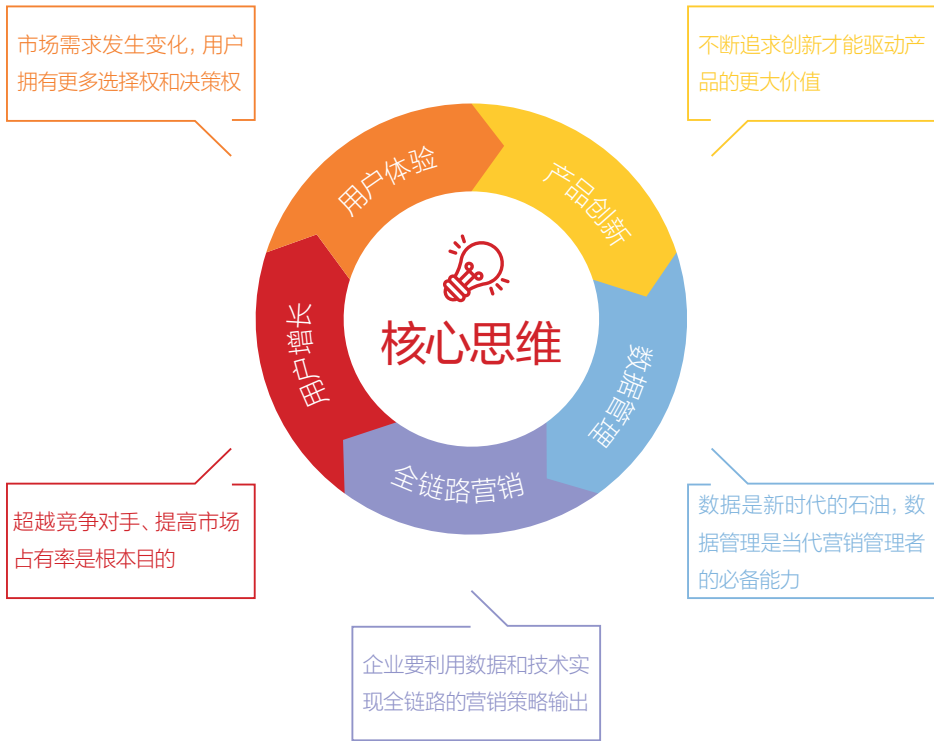 市场需求发生变化，用户
拥有更多选择权和决策权
不断追求创新才能驱动产
品的更大价值
用户体验
产品创新
核心思维
用户增长
数据管理
全链路营销
超越竞争对手、提高市场
占有率是根本目的
数据是新时代的石油，数
据管理是当代营销管理者
的必备能力
企业要利用数据和技术实
现全链路的营销策略输出